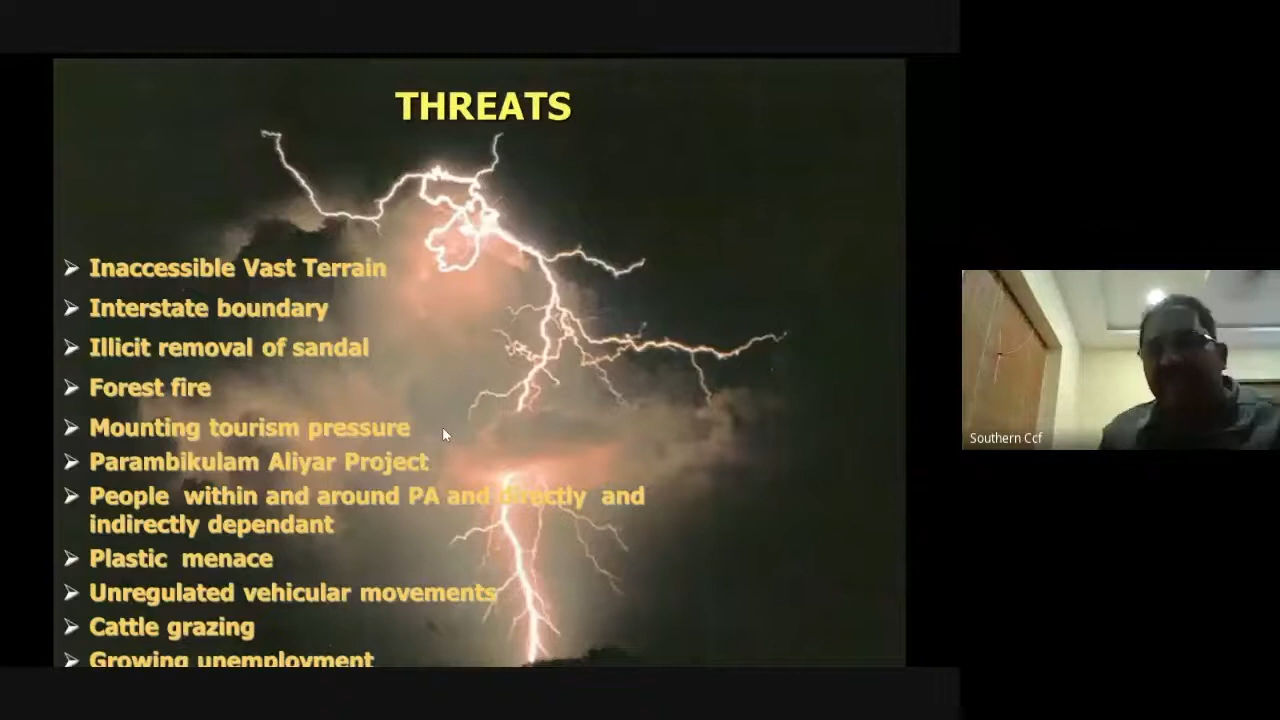 THREATS
Inaccessible Vast Terrain
Interstate boundary
Illicit removal of sandal
Forest fire
Mounting tourism pressure
Parambikulam Aliyar Project
People within and around PA and directly and
indirectly dependant
Plastic menace
Unregulated vehicular movements
Cattle grazing
Growing unemployment
Southern Ccf